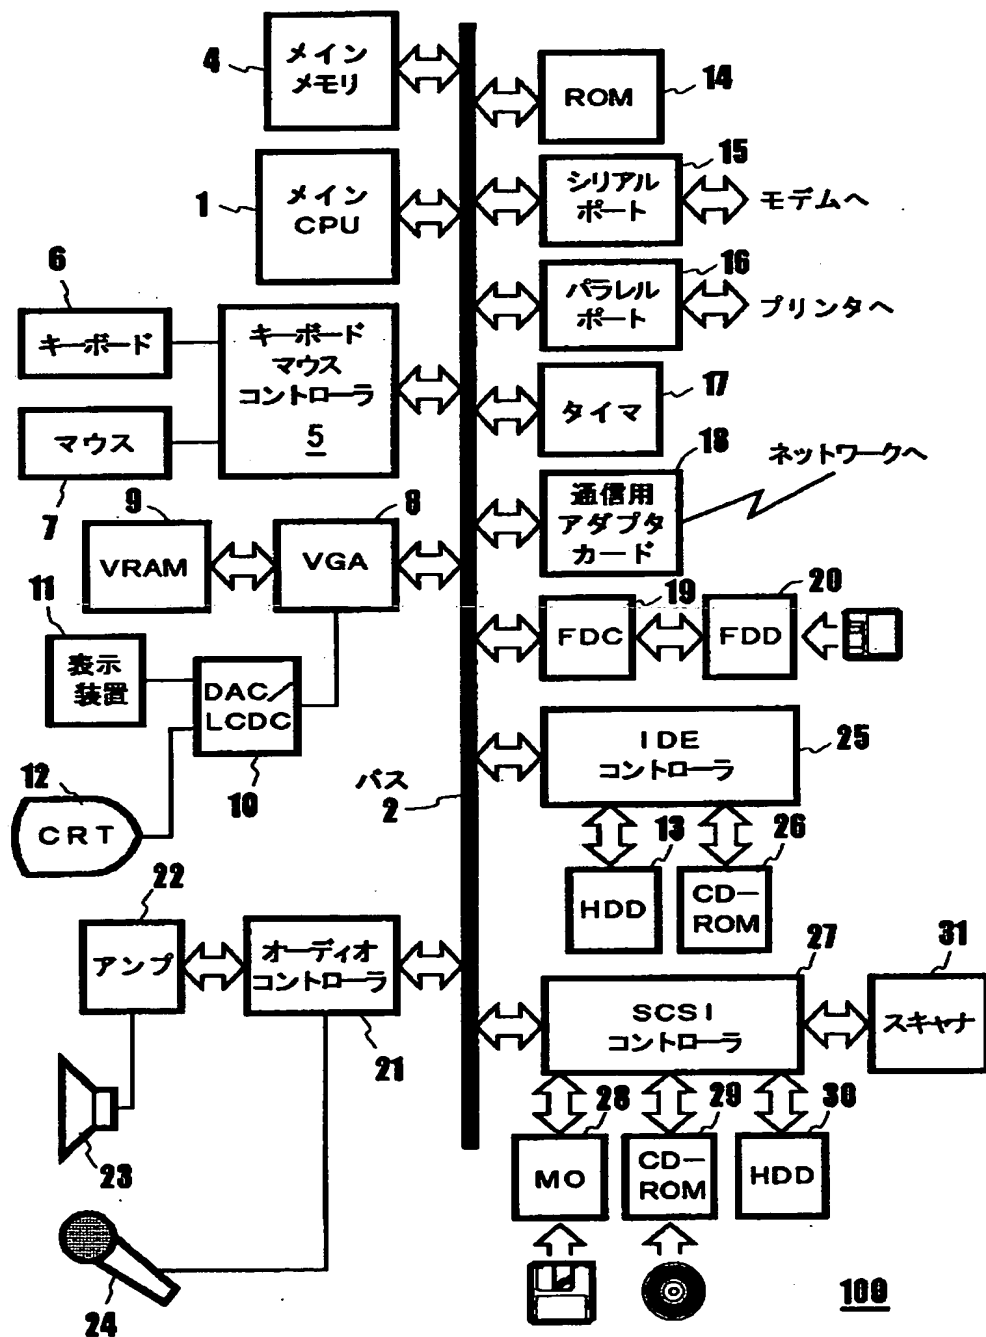 4
メイン
メモリ
ROM
14
1
メイン
CPU
15
シリアル
ポート
モデムへ
6
キーボード
キーボード
マウス
コントローラ
5
16
パラレル
ポート
プリンタへ
マウス
7
17
タイマ
18
通信用
アダプタ
カード
ネットワークへ
9
VRAM
8
VGA
11
表示
装置
DAC/
LCDC
10
19
FDC
20
FDD
12
CRT
バス
2
IDE
コントローラ
25
13
HDD
26
CD-
ROM
22
アンプ
オーディオ
コントローラ
21
27
SCSI
コントローラ
31
スキャナ
23
28
MO
29
CD-
ROM
30
HDD
24
100